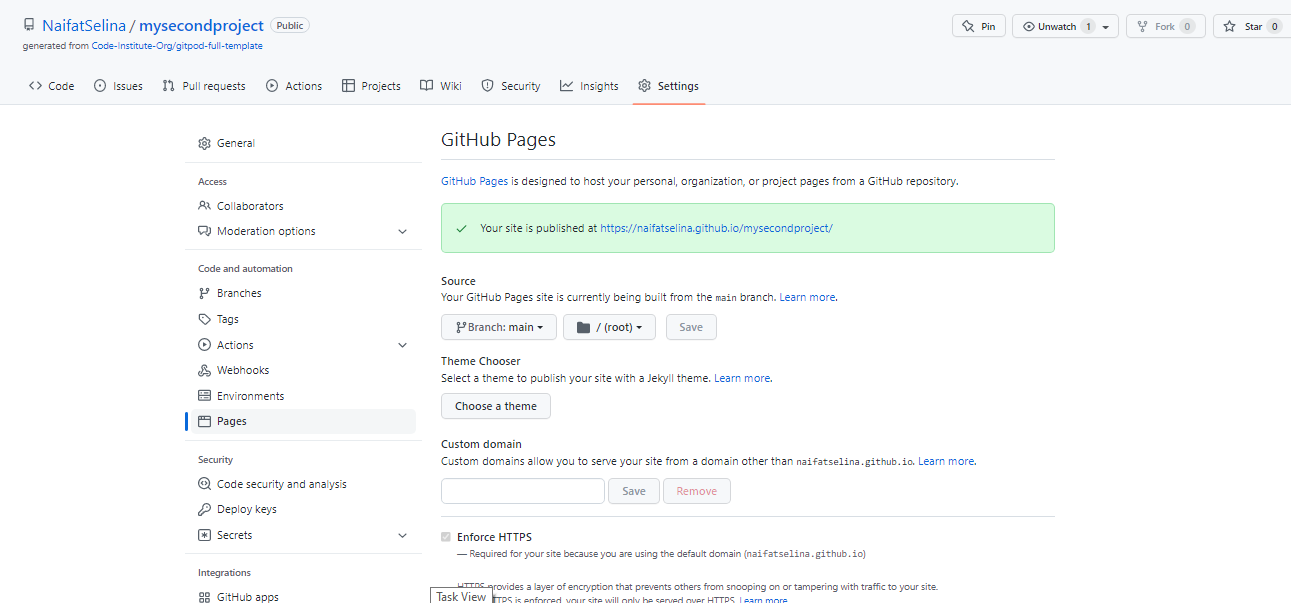 NaifatSelina / mysecondproject Public
Pin Unwatch 1 Fork 0 Star 0
generated from Code-Institute-Org/gitpod-full-template
Code Issues Pull requests Actions Projects Wiki Security Insights Settings
General
Access
Collaborators
Moderation options
Code and automation
Branches
Tags
Actions
Webhooks
Environments
Pages
Security
Code security and analysis
Deploy keys
Secrets
Integrations
GitHub apps
GitHub Pages
GitHub Pages is designed to host your personal, organization, or project pages from a GitHub repository.
Your site is published at https://naifatselina.github.io/mysecondproject/
Source
Your GitHub Pages site is currently being built from the main branch. Learn more.
Branch: main / (root) Save
Theme Chooser
Select a theme to publish your site with a Jekyll theme. Learn more.
Choose a theme
Custom domain
Custom domains allow you to serve your site from a domain other than naifatselina.github.io. Learn more.
Save Remove
Enforce HTTPS
— Required for your site because you are using the default domain (naifatselina.github.io)
HTTPS provides a layer of encryption that prevents others from snooping on or tampering with traffic to your site.
Task View
TPS is enforced, your site will only be served over HTTPS. Learn more.